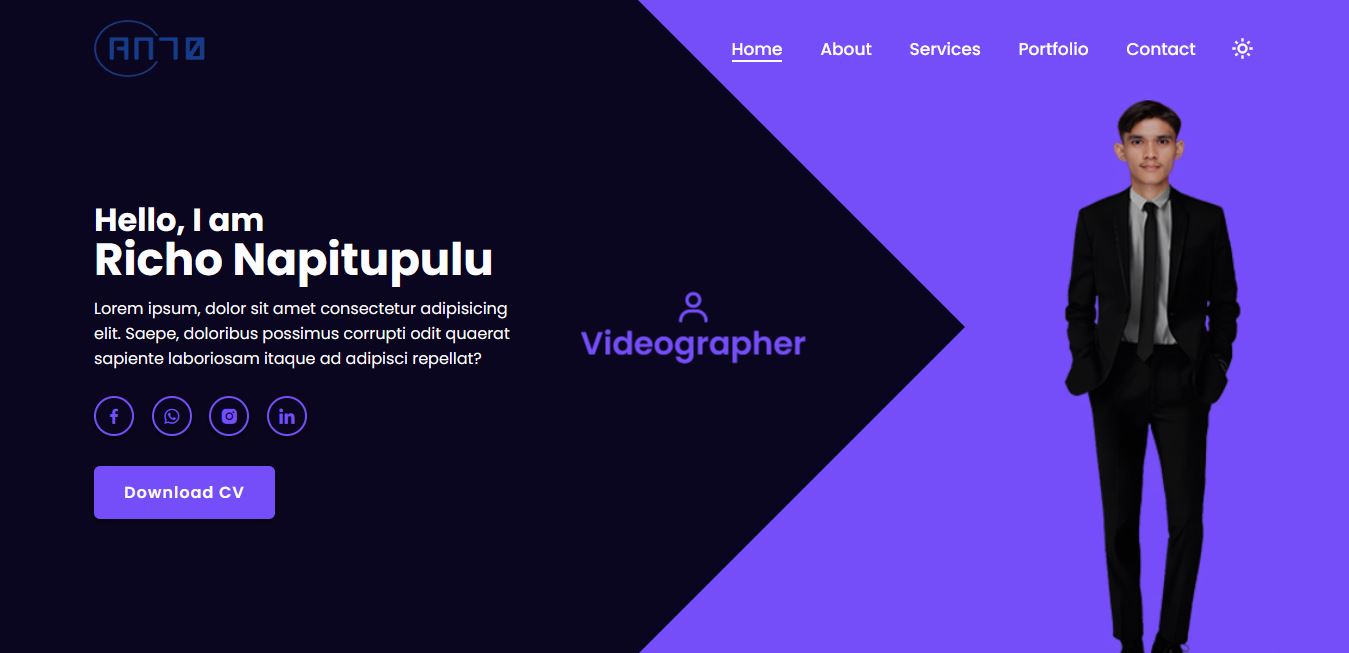 ANTO
Home About Services Portfolio Contact
Hello, I am
Richo Napitupulu
Lorem ipsum, dolor sit amet consectetur adipisicing
elit. Saepe, doloribus possimus corrupti odit quaerat
sapiente laboriosam itaque ad adipisci repellat?
Videographer
Download CV